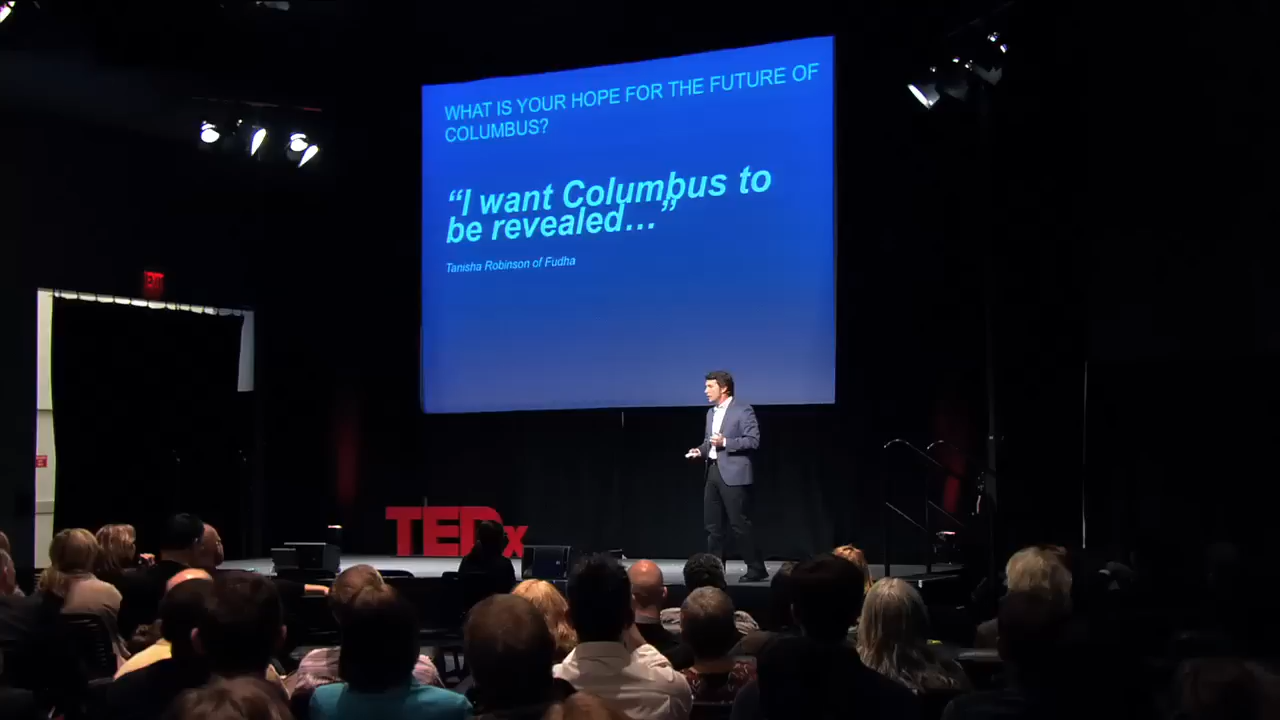 WHAT IS YOUR HOPE FOR THE FUTURE OF
COLUMBUS?
“I want Columbus to
be revealed…”
Tanisha Robinson of Fudha
EXIT
TEDx